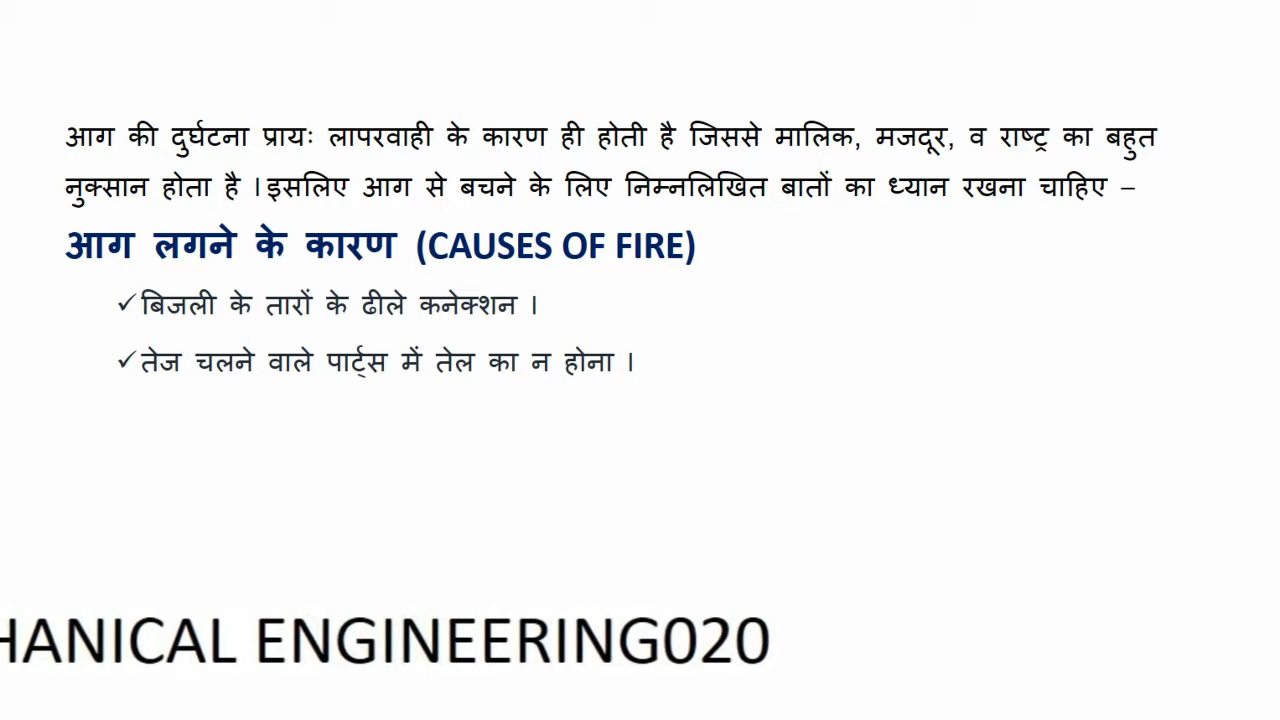 आग की दुर्घटना प्रायः लापरवाही के कारण ही होती है जिससे मालिक, मजदूर, व राष्ट्र का बहुत
नुक्सान होता है । इसलिए आग से बचने के लिए निम्नलिखित बातों का ध्यान रखना चाहिए –
आग लगने के कारण (CAUSES OF FIRE)
✓बिजली के तारों के ढीले कनेक्शन ।
✓तेज चलने वाले पार्ट्स में तेल का न होना ।
HANICAL ENGINEERING020